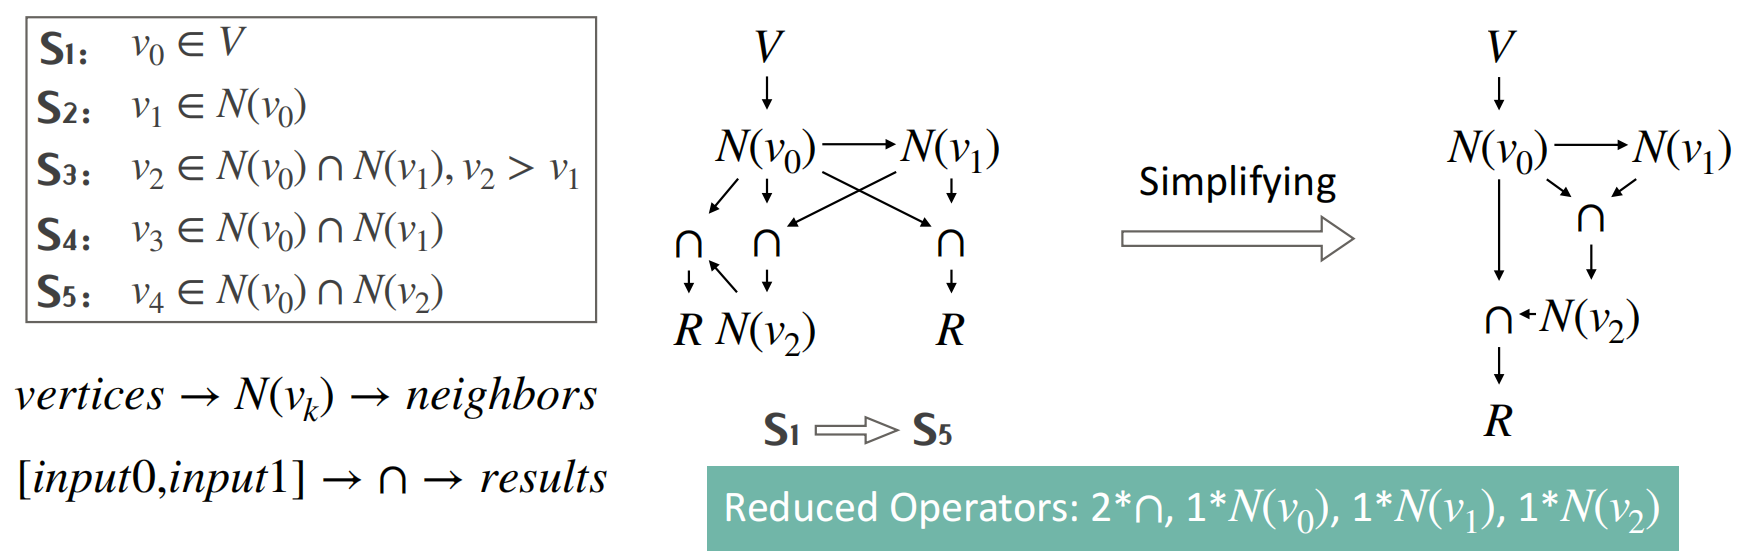 S1: v₀ ∈ V
S2: v₁ ∈ N(v₀)
S3: v₂ ∈ N(v₀) ∩ N(v₁), v₂ > v₁
S4: v₃ ∈ N(v₀) ∩ N(v₁)
S5: v₄ ∈ N(v₀) ∩ N(v₂)
vertices → N(vₖ) → neighbors
[input0,input1] → ∩ → results
V
N(v₀) N(v₁)
∩ ∩ ∩
R N(v₂) R
S1 S5
Simplifying
V
N(v₀) N(v₁)
∩
∩ N(v₂)
R
Reduced Operators: 2*∩, 1*N(v₀), 1*N(v₁), 1*N(v₂)